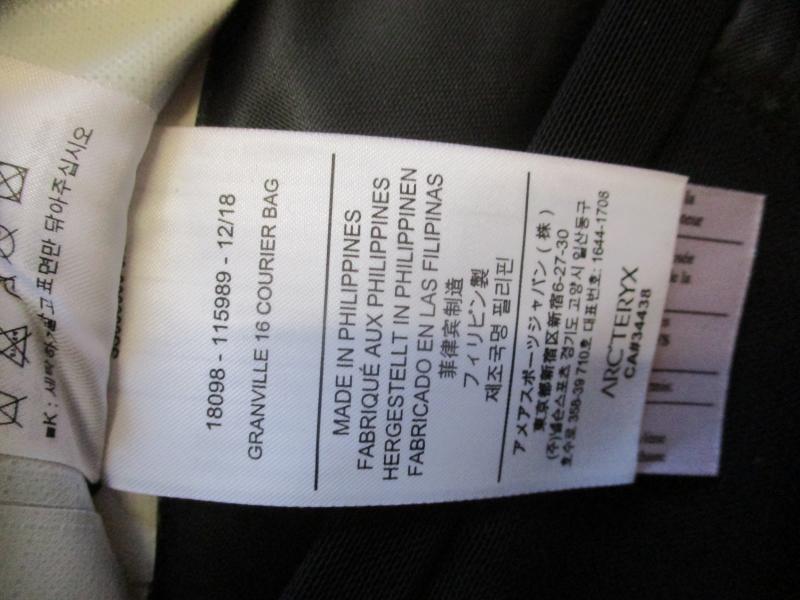 ■K: 세탁하지말고표면만 닦아주십시오
18098 - 115989 - 12/18
GRANVILLE 16 COURIER BAG
MADE IN PHILIPPINES
FABRIQUÉ AUX PHILIPPINES
HERGESTELLT IN PHILIPPINEN
FABRICADO EN LAS FILIPINAS
菲律宾制造
フィリピン製
제조국명 필리핀
アメアスポーツジャパン(株)
東京都新宿区新宿6-27-30
(주)넬슨스포츠 경기도 고양시 일산동구
호수로 358-39 710호 대표번호: 1644-1708
ARC'TERYX
CA#34438